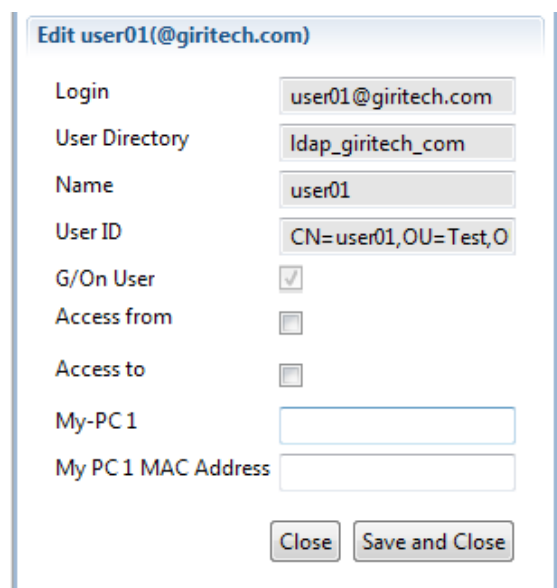 Edit user01(@giritech.com)
Login user01@giritech.com
User Directory ldap_giritech_com
Name user01
User ID CN=user01,OU=Test,O
G/On User
Access from
Access to
My-PC 1
My PC 1 MAC Address
Close Save and Close